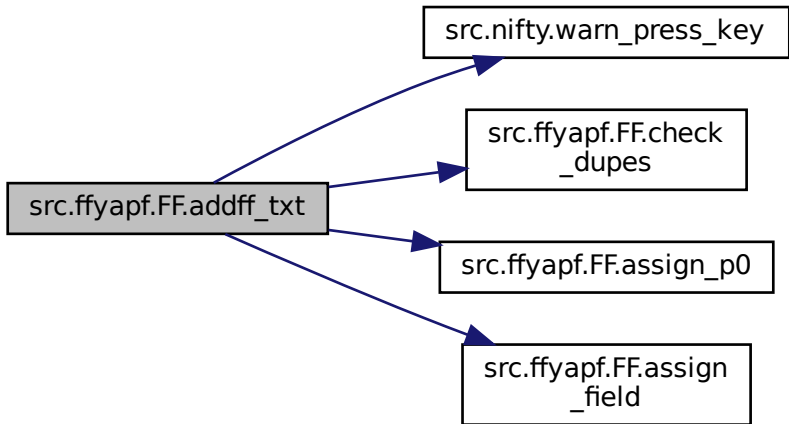 src.nifty.warn_press_key
src.ffyapf.FF.check
_dupes
src.ffyapf.FF.addff_txt
src.ffyapf.FF.assign_p0
src.ffyapf.FF.assign
_field